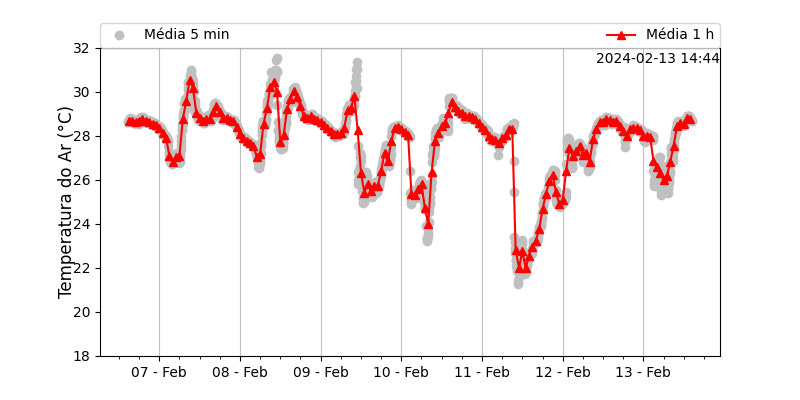 Média 5 min
Média 1 h
2024-02-13 14:44
Temperatura do Ar (°C)
32
30
28
26
24
22
20
18
07 - Feb
08 - Feb
09 - Feb
10 - Feb
11 - Feb
12 - Feb
13 - Feb